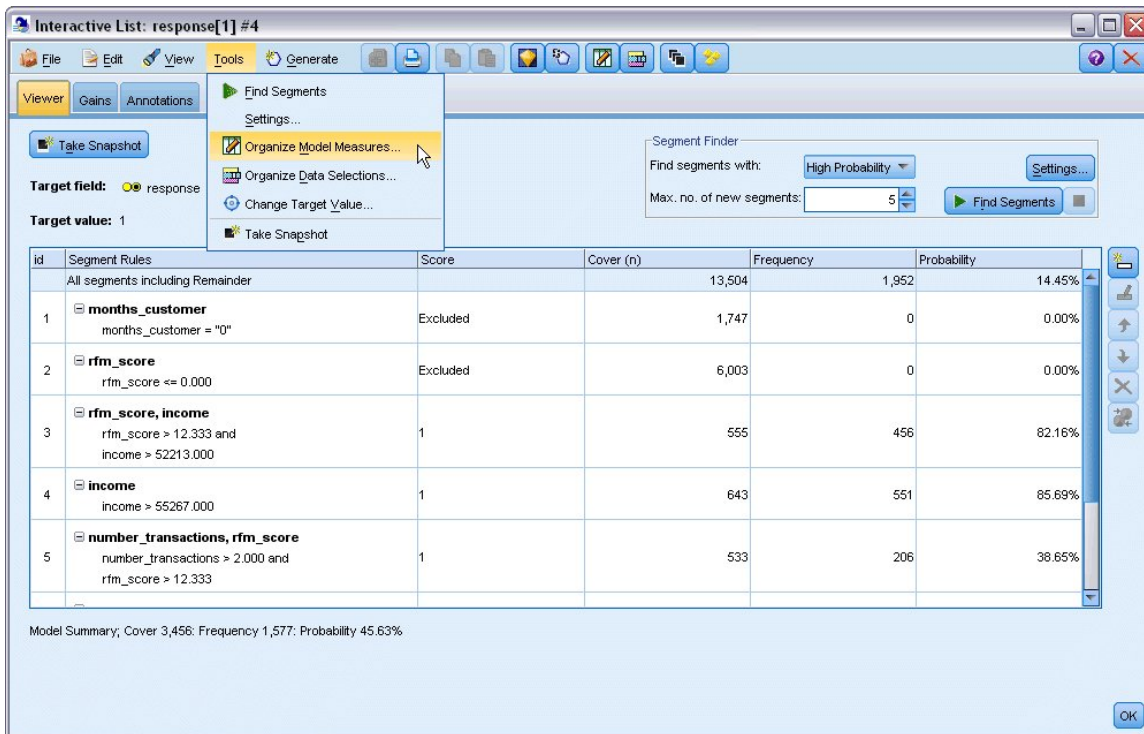 Interactive List: response[1] #4
File Edit View Tools Generate
Viewer Gains Annotations
Find Segments
Settings...
Organize Model Measures...
Organize Data Selections...
Change Target Value...
Take Snapshot
Take Snapshot
Target field: response
Target value: 1
Segment Finder
Find segments with: High Probability Settings...
Max. no. of new segments: 5 Find Segments
id Segment Rules Score Cover (n) Frequency Probability
All segments including Remainder 13,504 1,952 14.45%
months_customer
1 Excluded 1,747 0 0.00%
months_customer = "0"
rfm_score
2 Excluded 6,003 0 0.00%
rfm_score <= 0.000
rfm_score, income
3 rfm_score > 12.333 and 1 555 456 82.16%
income > 52213.000
income
4 1 643 551 85.69%
income > 55267.000
number_transactions, rfm_score
5 number_transactions > 2.000 and 1 533 206 38.65%
rfm_score > 12.333
Model Summary; Cover 3,456: Frequency 1,577: Probability 45.63%
OK